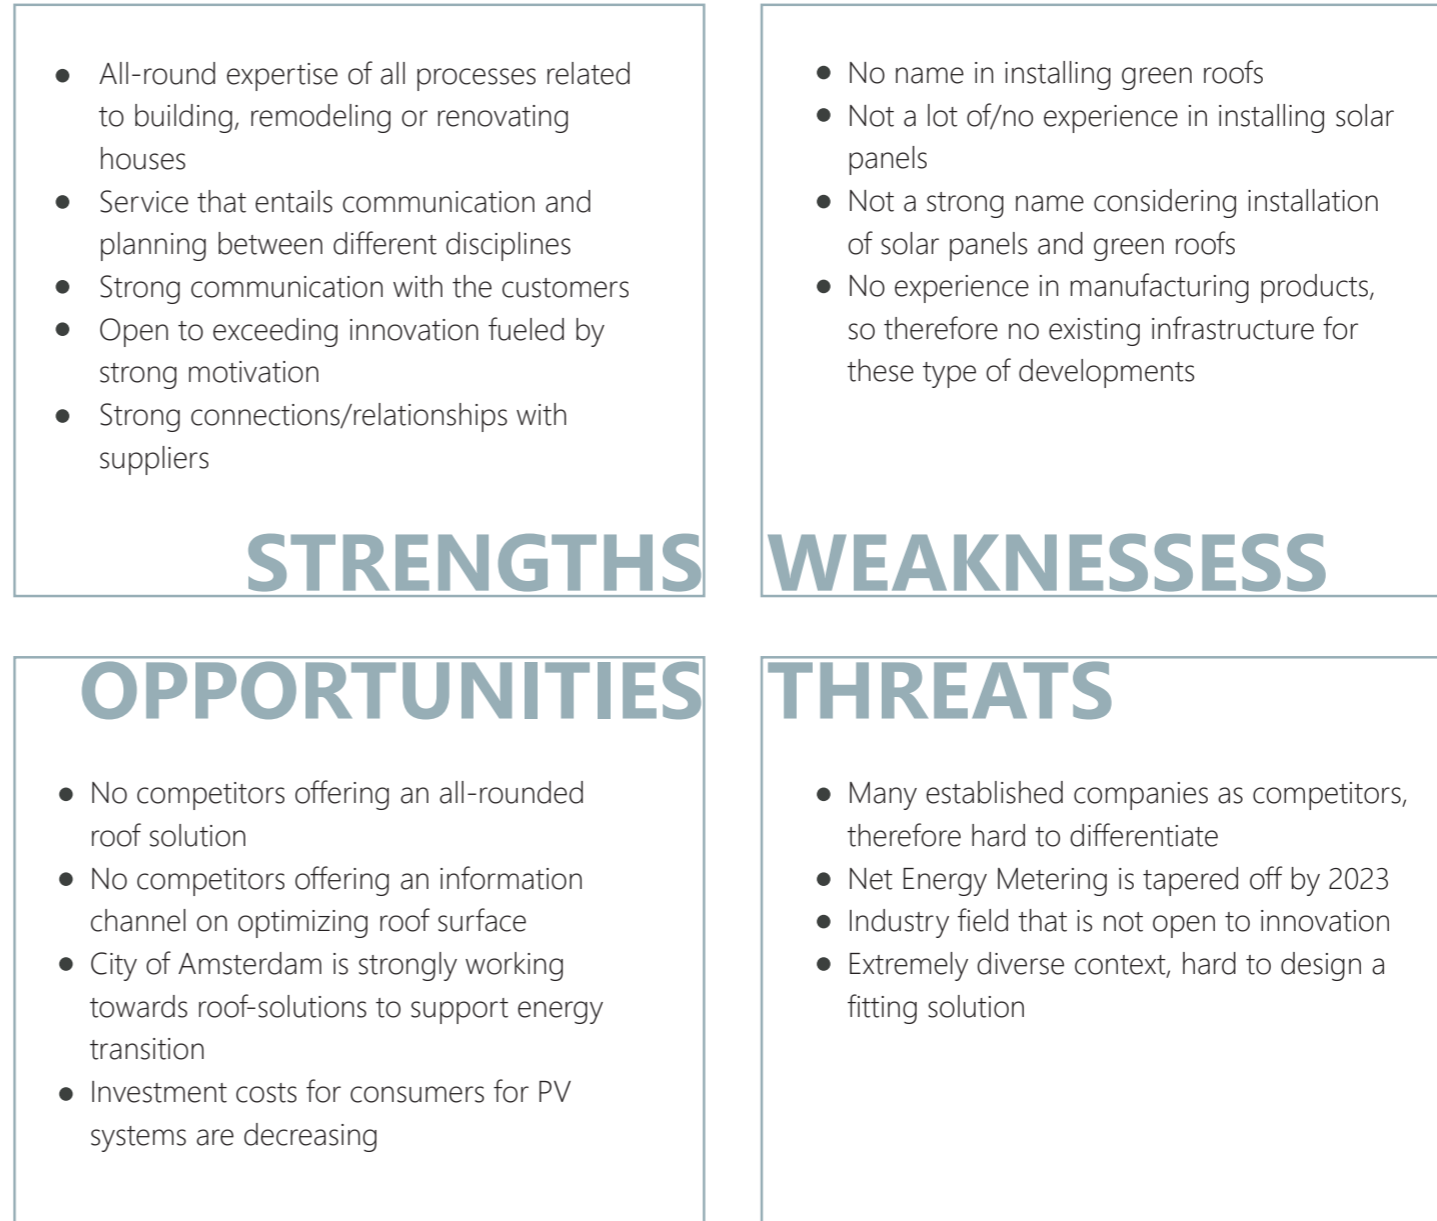 ● All-round expertise of all processes related
to building, remodeling or renovating
houses
● Service that entails communication and
planning between different disciplines
● Strong communication with the customers
● Open to exceeding innovation fueled by
strong motivation
● Strong connections/relationships with
suppliers
STRENGTHS
● No name in installing green roofs
● Not a lot of/no experience in installing solar
panels
● Not a strong name considering installation
of solar panels and green roofs
● No experience in manufacturing products,
so therefore no existing infrastructure for
these type of developments
WEAKNESSESS
OPPORTUNITIES
● No competitors offering an all-rounded
roof solution
● No competitors offering an information
channel on optimizing roof surface
● City of Amsterdam is strongly working
towards roof-solutions to support energy
transition
● Investment costs for consumers for PV
systems are decreasing
THREATS
● Many established companies as competitors,
therefore hard to differentiate
● Net Energy Metering is tapered off by 2023
● Industry field that is not open to innovation
● Extremely diverse context, hard to design a
fitting solution